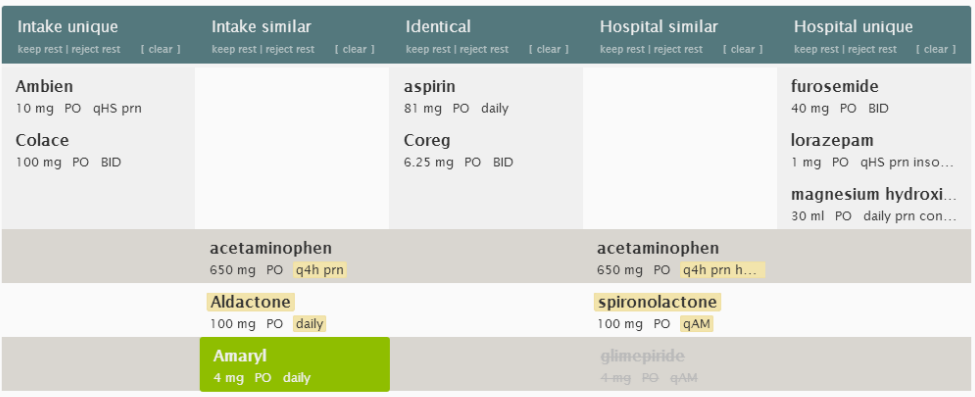 Intake unique Intake similar Identical Hospital similar Hospital unique
keep rest | reject rest [ clear ] keep rest | reject rest [ clear ] keep rest | reject rest [ clear ] keep rest | reject rest [ clear ] keep rest | reject rest [ clear ]
Ambien aspirin furosemide
10 mg PO qHS prn 81 mg PO daily 40 mg PO BID
Colace Coreg lorazepam
100 mg PO BID 6.25 mg PO BID 1 mg PO qHS prn inso...
magnesium hydroxi...
30 ml PO daily prn con...
acetaminophen acetaminophen
650 mg PO q4h prn 650 mg PO q4h prn h...
Aldactone spironolactone
100 mg PO daily 100 mg PO qAM
Amaryl glimepiride
4 mg PO daily 4 mg PO qAM